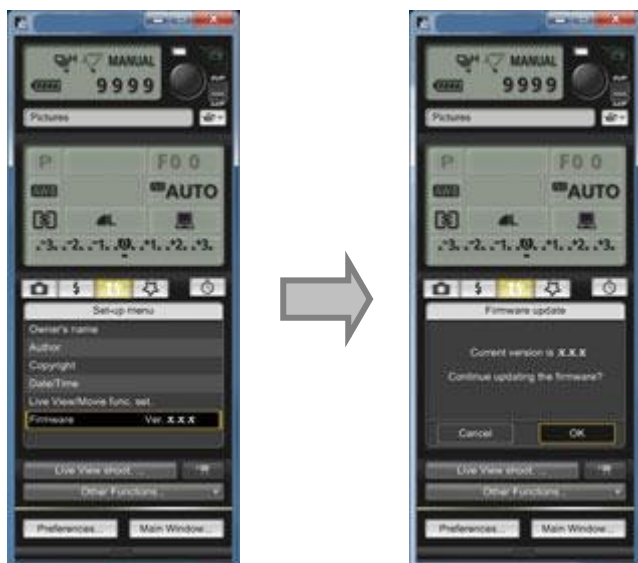 MANUAL
9999
Pictures
P F0 0
AWB AUTO
L
.-3. .-2. .-1. .0. .+1. .+2. .+3.
Set-up menu
Owner's name
Author
Copyright
Date/Time
Live View/Movie func. set.
Firmware Ver. X.X.X
Live View shoot. ...
Other Functions...
Preferences... Main Window...
MANUAL
9999
Pictures
P F0 0
AWB AUTO
L
.-3. .-2. .-1. .0. .+1. .+2. .+3.
Firmware update
Current version is X.X.X
Continue updating the firmware?
Cancel OK
Live View shoot. ...
Other Functions...
Preferences... Main Window...